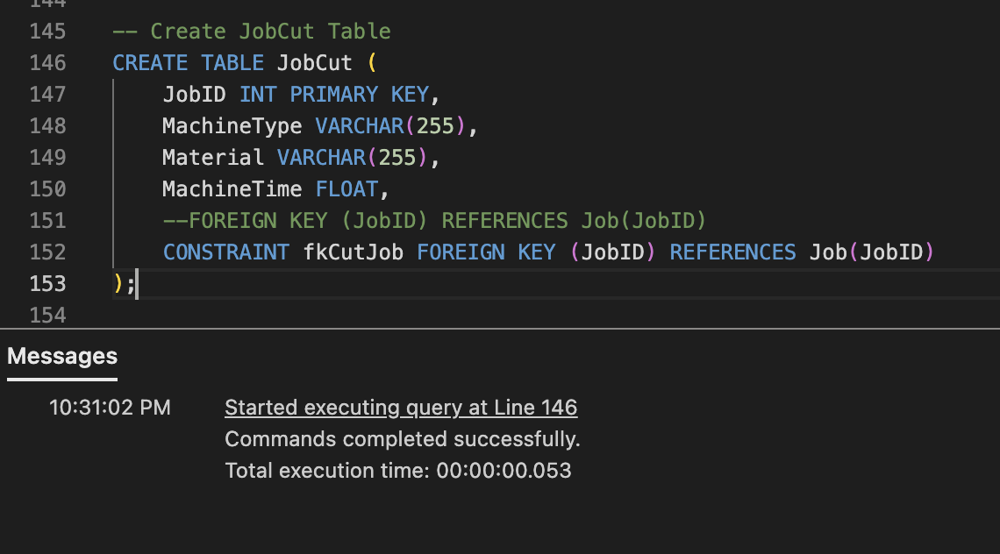 144
145 -- Create JobCut Table
146 CREATE TABLE JobCut (
147 JobID INT PRIMARY KEY,
148 MachineType VARCHAR(255),
149 Material VARCHAR(255),
150 MachineTime FLOAT,
151 --FOREIGN KEY (JobID) REFERENCES Job(JobID)
152 CONSTRAINT fkCutJob FOREIGN KEY (JobID) REFERENCES Job(JobID)
153 );
154
Messages
10:31:02 PM Started executing query at Line 146
Commands completed successfully.
Total execution time: 00:00:00.053